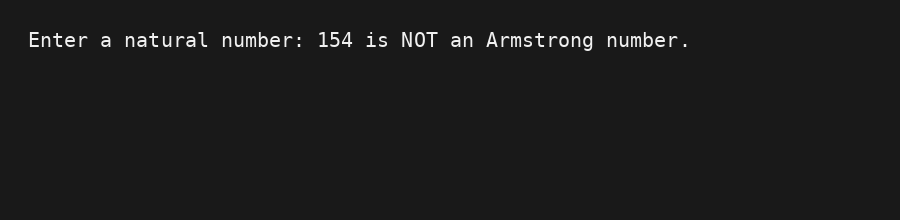 Enter a natural number: 154 is NOT an Armstrong number.